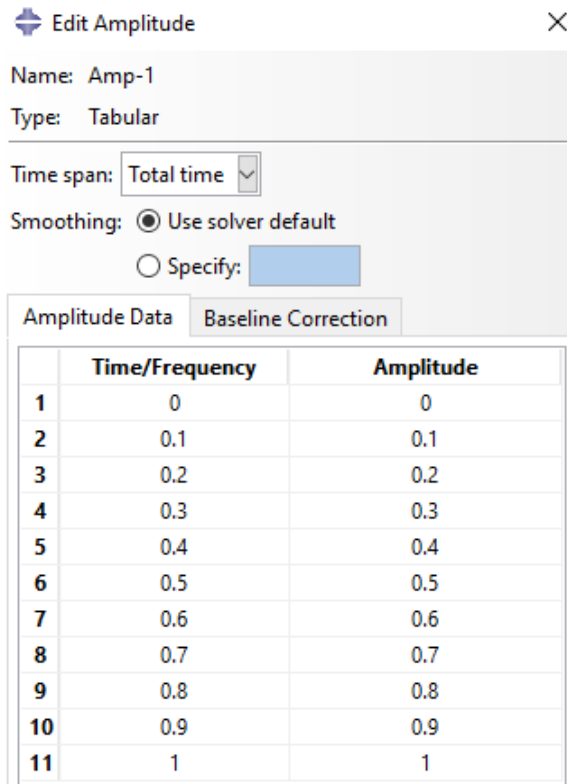 Edit Amplitude
Name: Amp-1
Type: Tabular
Time span: Total time
Smoothing: Use solver default
Specify:
Amplitude Data Baseline Correction
Time/Frequency Amplitude
1 0 0
2 0.1 0.1
3 0.2 0.2
4 0.3 0.3
5 0.4 0.4
6 0.5 0.5
7 0.6 0.6
8 0.7 0.7
9 0.8 0.8
10 0.9 0.9
11 1 1